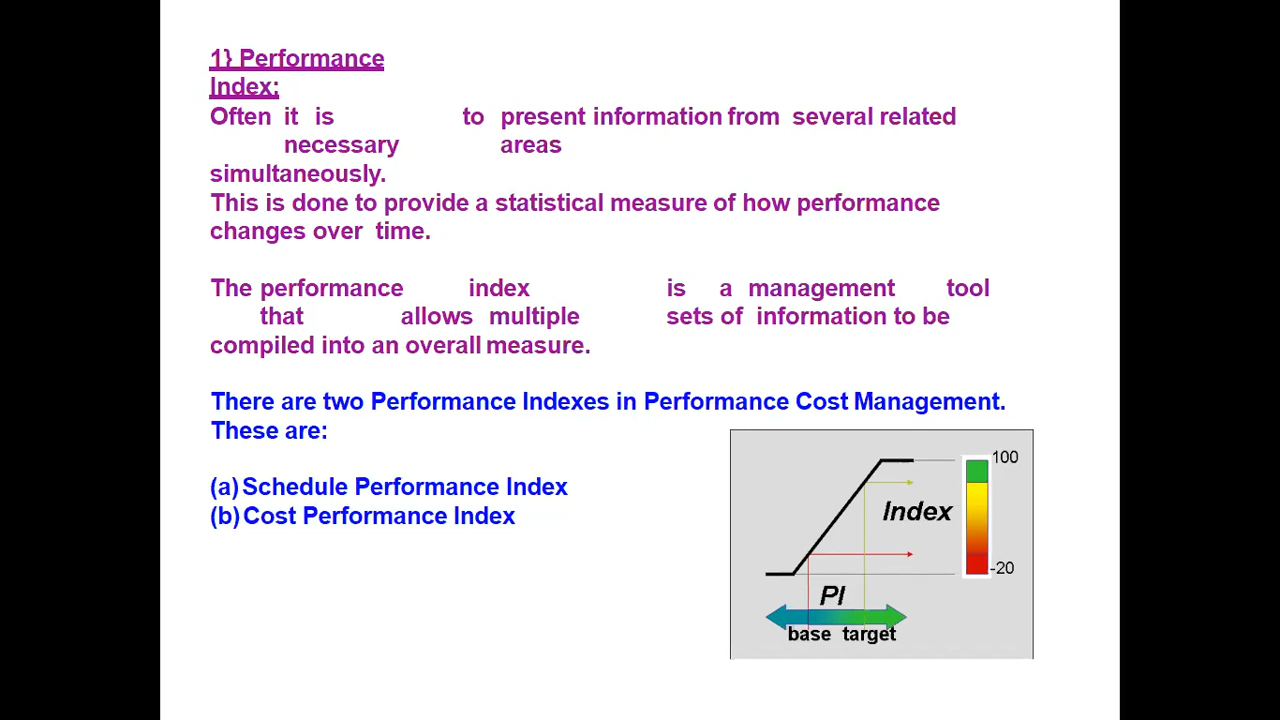 1} Performance
Index:
Often it is to present information from several related
necessary areas
simultaneously.
This is done to provide a statistical measure of how performance
changes over time.
The performance index is a management tool
that allows multiple sets of information to be
compiled into an overall measure.
There are two Performance Indexes in Performance Cost Management.
These are:
(a) Schedule Performance Index
(b) Cost Performance Index
100
Index
-20
PI
base target